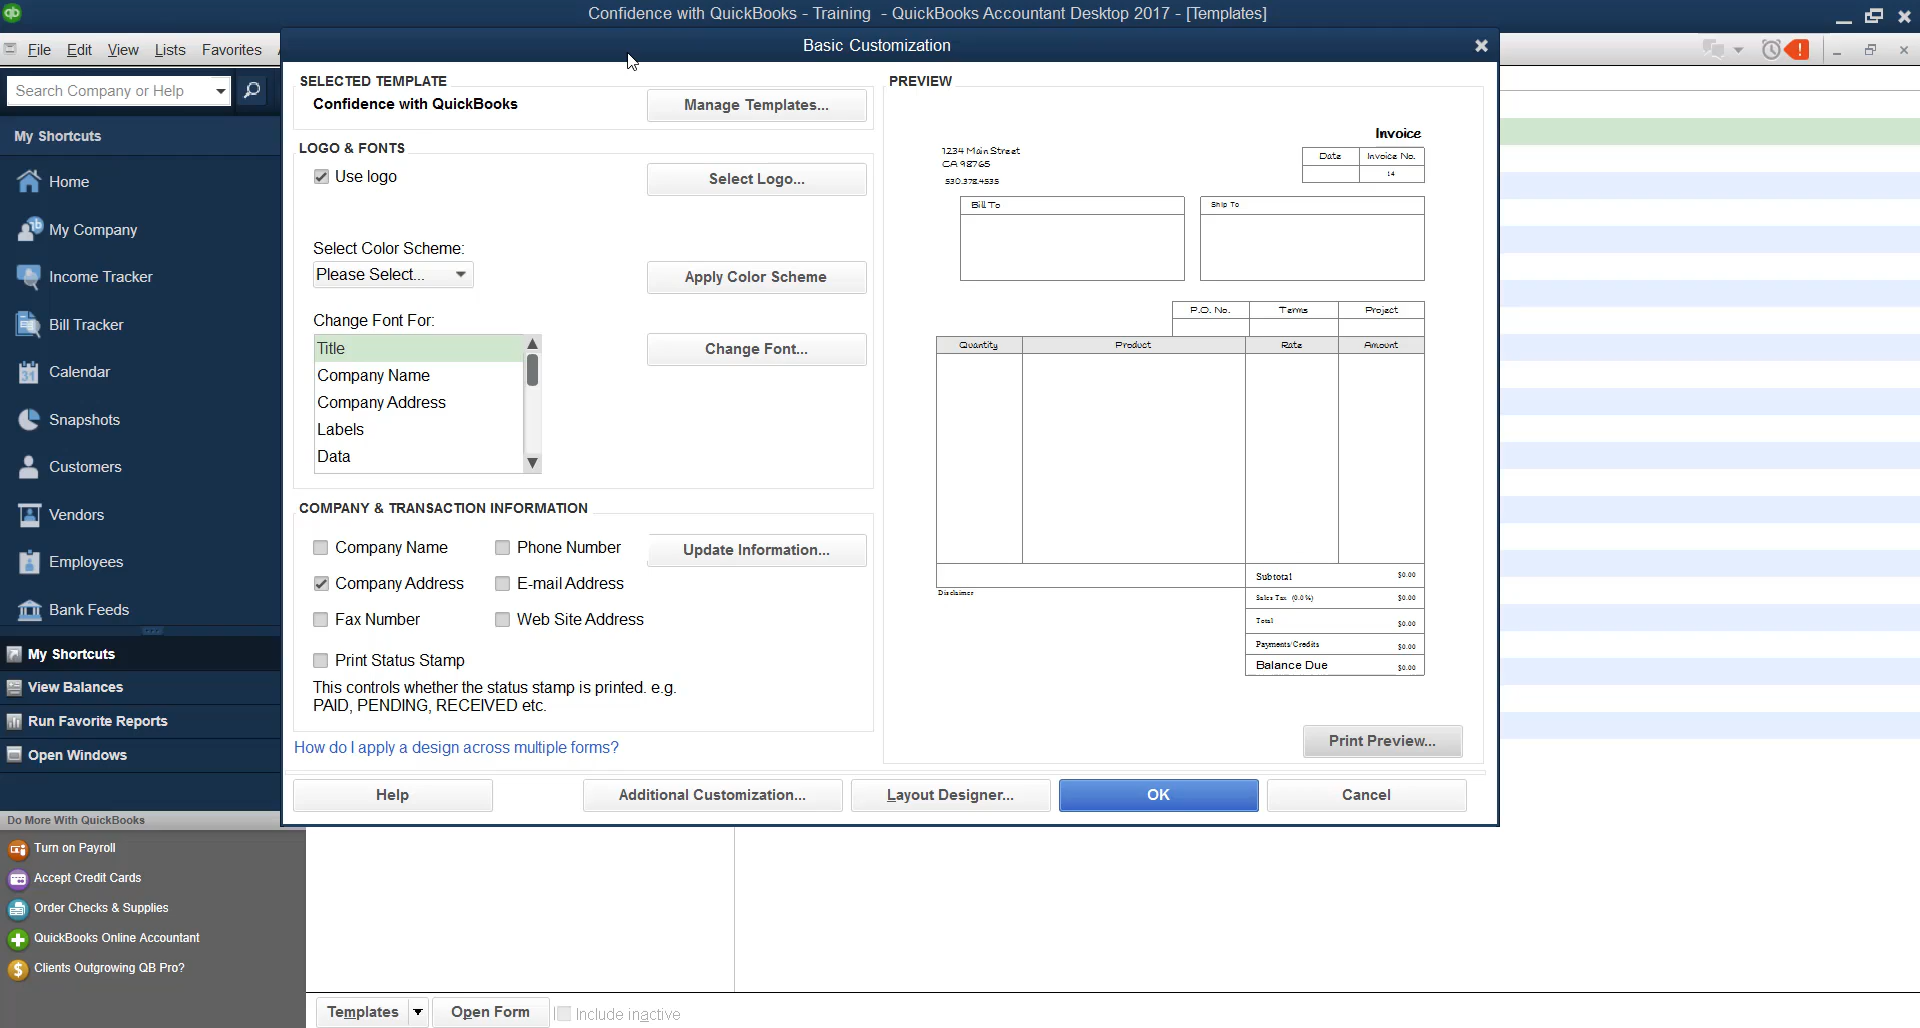 Confidence with QuickBooks - Training - QuickBooks Accountant Desktop 2017 - [Templates]
File Edit View Lists Favorites
Search Company or Help
My Shortcuts
Home
My Company
Income Tracker
Bill Tracker
Calendar
31
Snapshots
Customers
Vendors
Employees
Bank Feeds
My Shortcuts
View Balances
Run Favorite Reports
Open Windows
Do More With QuickBooks
Turn on Payroll
Accept Credit Cards
Order Checks & Supplies
QuickBooks Online Accountant
Clients Outgrowing QB Pro?
Basic Customization
SELECTED TEMPLATE
Confidence with QuickBooks
Manage Templates...
LOGO & FONTS
Use logo
Select Logo...
Select Color Scheme:
Please Select...
Apply Color Scheme
Change Font For:
Title
Company Name
Company Address
Labels
Data
Change Font...
COMPANY & TRANSACTION INFORMATION
Company Name Phone Number Update Information...
Company Address E-mail Address
Fax Number Web Site Address
Print Status Stamp
This controls whether the status stamp is printed. e.g.
PAID, PENDING, RECEIVED etc.
How do I apply a design across multiple forms?
PREVIEW
Invoice
1234 Main Street
CA 98765
530.378.4535
Date Invoice No.
14
Bill To Ship To
P.O. No. Terms Project
Quantity Product Rate Amount
Subtotal $0.00
Disclaimer
Sales Tax (0.0%) $0.00
Total $0.00
Payments/Credits $0.00
Balance Due $0.00
Print Preview...
Help Additional Customization... Layout Designer... OK Cancel
Templates Open Form Include inactive